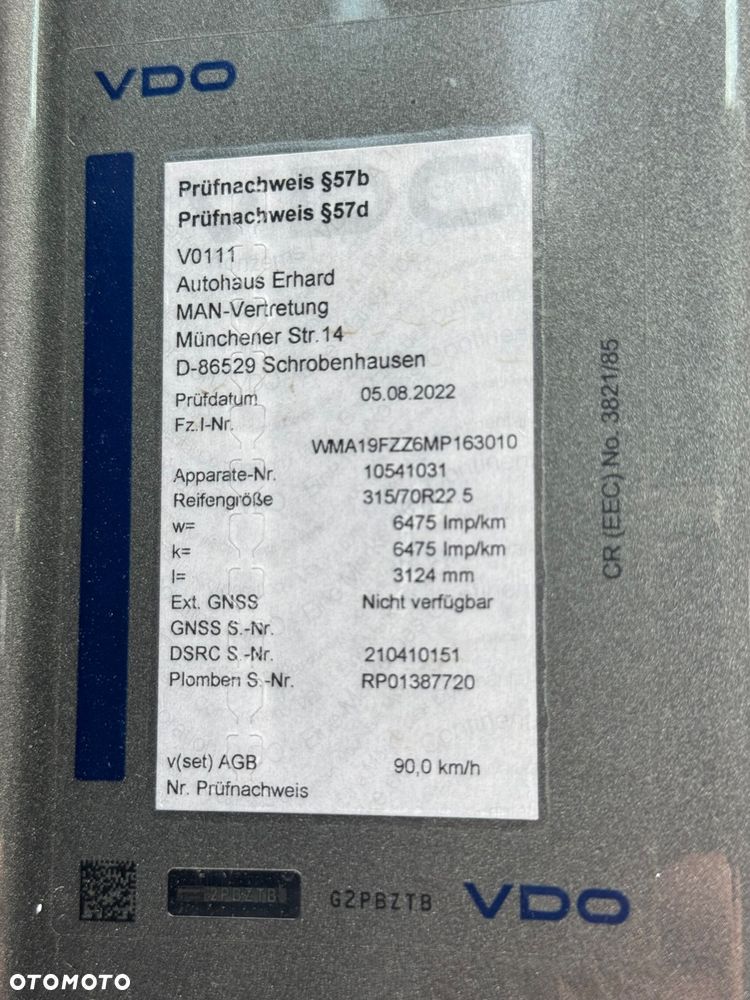 VDO
Prüfnachweis §57b
Prüfnachweis §57d
V0111
Autohaus Erhard
MAN-Vertretung
Münchener Str.14
D-86529 Schrobenhausen
Prüfdatum 05.08.2022
Fz.I-Nr.
WMA19FZZ6MP163010
Apparate-Nr. 10541031
Reifengröße 315/70R22 5
w= 6475 Imp/km
k= 6475 Imp/km
l= 3124 mm
Ext. GNSS Nicht verfügbar
GNSS S.-Nr.
DSRC S.-Nr. 210410151
Plomben S.-Nr. RP01387720
v(set) AGB 90,0 km/h
Nr. Prüfnachweis
CR (EEC) No. 3821/85
G2PBZTB
VDO
OTOMOTO